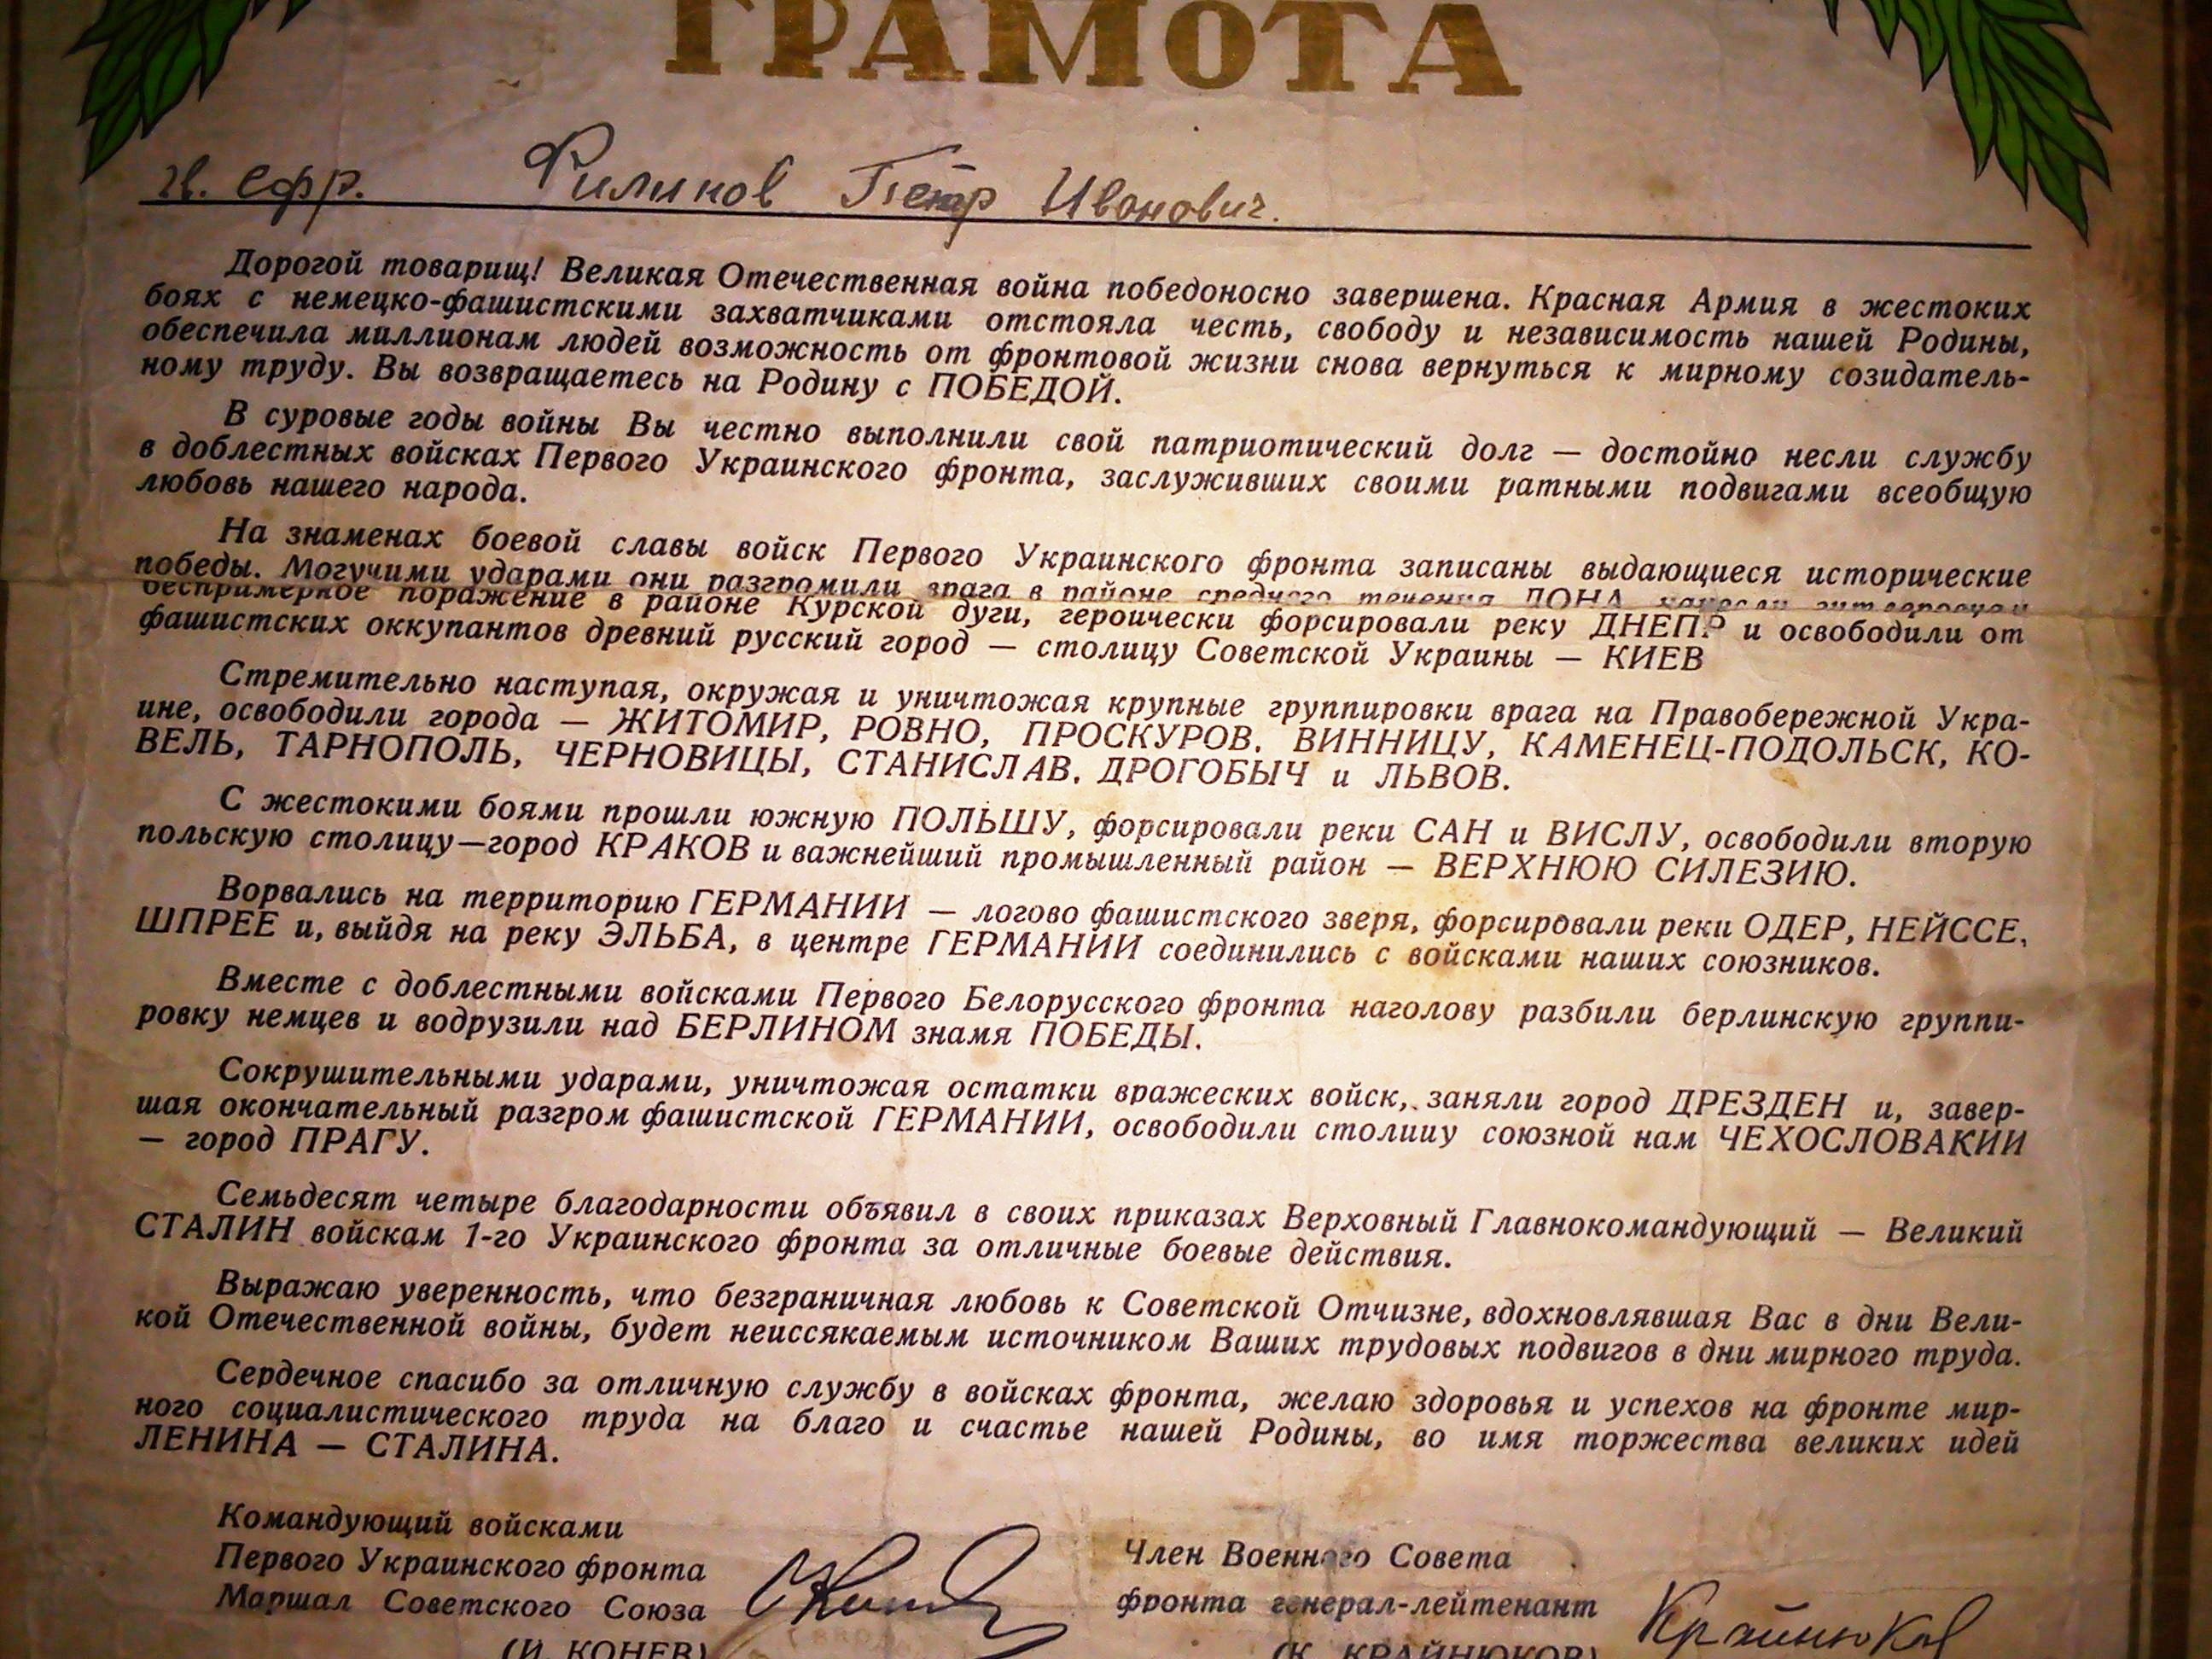 ГРАМОТА
гв. ефр. Филинов Пётр Иванович.
Дорогой товарищ! Великая Отечественная война победоносно завершена. Красная Армия в жестоких
боях с немецко-фашистскими захватчиками отстояла честь, свободу и независимость нашей Родины,
обеспечила миллионам людей возможность от фронтовой жизни снова вернуться к мирному созидатель-
ному труду. Вы возвращаетесь на Родину с ПОБЕДОЙ.
В суровые годы войны Вы честно выполнили свой патриотический долг — достойно несли службу
в доблестных войсках Первого Украинского фронта, заслуживших своими ратными подвигами всеобщую
любовь нашего народа.
На знаменах боевой славы войск Первого Украинского фронта записаны выдающиеся исторические
победы. Могучими ударами они разгромили врага в районе среднего течения ДОНА, нанесли
беспримерное поражение в районе Курской дуги, героически форсировали реку ДНЕПР и освободили от
фашистских оккупантов древний русский город — столицу Советской Украины — КИЕВ
Стремительно наступая, окружая и уничтожая крупные группировки врага на Правобережной Укра-
ине, освободили города — ЖИТОМИР, РОВНО, ПРОСКУРОВ. ВИННИЦУ, КАМЕНЕЦ-ПОДОЛЬСК, КО-
ВЕЛЬ, ТАРНОПОЛЬ, ЧЕРНОВИЦЫ, СТАНИСЛАВ. ДРОГОБЫЧ и ЛЬВОВ.
С жестокими боями прошли южную ПОЛЬШУ, форсировали реки САН и ВИСЛУ, освободили вторую
польскую столицу—город КРАКОВ и важнейший промышленный район — ВЕРХНЮЮ СИЛЕЗИЮ.
Ворвались на территорию ГЕРМАНИИ — логово фашистского зверя, форсировали реки ОДЕР, НЕЙССЕ,
ШПРЕЕ и, выйдя на реку ЭЛЬБА, в центре ГЕРМАНИИ соединились с войсками наших союзников.
Вместе с доблестными войсками Первого Белорусского фронта наголову разбили берлинскую группи-
ровку немцев и водрузили над БЕРЛИНОМ знамя ПОБЕДЫ.
Сокрушительными ударами, уничтожая остатки вражеских войск, заняли город ДРЕЗДЕН и, завер-
шая окончательный разгром фашистской ГЕРМАНИИ, освободили столицу союзной нам ЧЕХОСЛОВАКИИ
— город ПРАГУ.
Семьдесят четыре благодарности объявил в своих приказах Верховный Главнокомандующий — Великий
СТАЛИН войскам 1-го Украинского фронта за отличные боевые действия.
Выражаю уверенность, что безграничная любовь к Советской Отчизне, вдохновлявшая Вас в дни Вели-
кой Отечественной войны, будет неиссякаемым источником Ваших трудовых подвигов в дни мирного труда.
Сердечное спасибо за отличную службу в войсках фронта, желаю здоровья и успехов на фронте мир-
ного социалистического труда на благо и счастье нашей Родины, во имя торжества великих идей
ЛЕНИНА — СТАЛИНА.
Командующий войсками
Первого Украинского фронта
Маршал Советского Союза
(И. КОНЕВ)
Член Военного Совета
фронта генерал-лейтенант
(К. КРАЙНЮКОВ)
Крайнюков